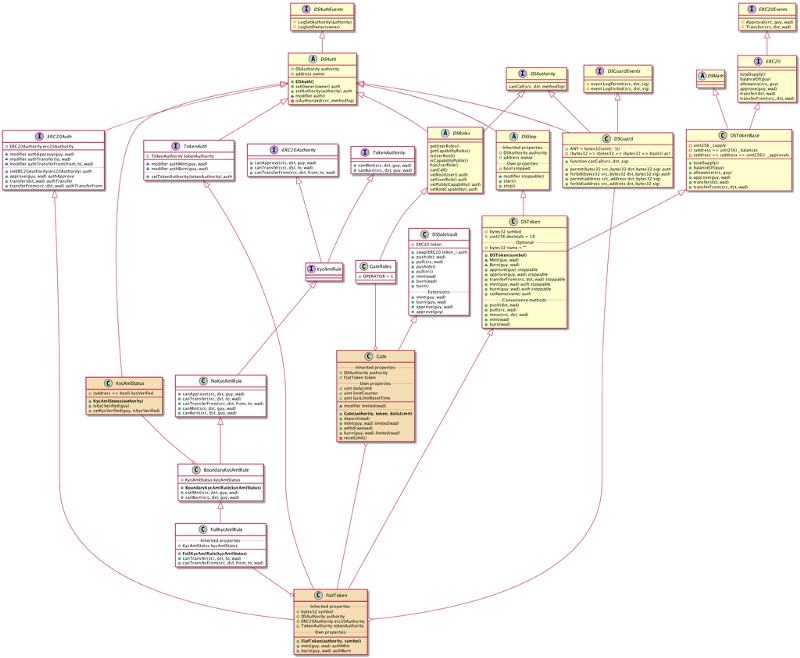 DSAuthEvents
LogSetAuthority(authority)
LogSetOwner(owner)
ERC20Events
Approval(src, guy, wad)
Transfer(src, dst, wad)
DSAuth
DSAuthority authority
address owner
DSAuth()
setOwner(owner) auth
setAuthority(authority) auth
modifier auth()
isAuthorized(src, methodSig)
DSAuthority
canCall(src, dst, methodSig)
DSGuardEvents
event LogPermit(src, dst, sig)
event LogForbid(src, dst, sig)
DSMath
ERC20
totalSupply()
balanceOf(guy)
allowance(src, guy)
approve(guy, wad)
transfer(dst, wad)
transferFrom(src, dst, wad)
ERC20Auth
ERC20Authority erc20Authority
modifier authApprove(guy, wad)
modifier authTransfer(to, wad)
modifier authTransferFrom(from, to, wad)
setERC20Authority(erc20Authority) auth
approve(guy, wad) authApprove
transfer(dst, wad) authTransfer
transferFrom(src, dst, wad) authTransferFrom
TokenAuth
TokenAuthority tokenAuthority
modifier authMint(guy, wad)
modifier authBurn(guy, wad)
setTokenAuthority(tokenAuthority) auth
ERC20Authority
canApprove(src, guy, wad)
canTransfer(src, dst, wad)
canTransferFrom(src, dst, from, to, wad)
TokenAuthority
canMint(src, dst, guy, wad)
canBurn(src, dst, guy, wad)
DSRoles
getUserRoles()
getCapabilityRoles()
isUserRoot()
isCapabilityPublic()
hasUserRole()
canCall()
setRootUser() auth
setUserRole() auth
setPublicCapability() auth
setRoleCapability() auth
DSStop
Inherited properties
DSAuthority authority
address owner
Own properties
bool stopped
modifier stoppable()
start()
stop()
DSGuard
function canCall(src, dst, sig)
permit(bytes32 src, bytes32 dst, bytes32 sig)
forbid(bytes32 src, bytes32 dst, bytes32 sig)
permit(address src, address dst, bytes32 sig)
forbid(address src, address dst, bytes32 sig)
DSTokenBase
uint256 _supply
(address => uint256) _balances
(address => (address => uint256)) _approvals
totalSupply()
balanceOf(guy)
allowance(src, guy)
approve(guy, wad)
transfer(dst, wad)
transferFrom(src, dst, wad)
DSToken
bytes32 symbol
uint256 decimals = 18
Optional
bytes32 name = ""
DSToken(symbol)
Mint(guy, wad)
Burn(guy, wad)
approve(guy) stoppable
approve(guy, wad) stoppable
transferFrom(src, dst, wad) stoppable
mint(guy, wad) auth stoppable
burn(guy, wad) auth stoppable
setName(name) auth
Convenience methods
push(dst, wad)
pull(src, wad)
move(src, dst, wad)
mint(wad)
burn(wad)
DSSoloVault
ERC20 token
swap(ERC20 token_) auth
push(dst, wad)
pull(src, wad)
push(dst)
pull(src)
mint(wad)
burn(wad)
burn()
Extensions
mint(guy, wad)
burn(guy, wad)
approve(guy, wad)
approve(guy)
KycAmlRule
GateRoles
OPERATOR = 1
Gate
Inherited properties
DSAuthority authority
FiatToken token
Own properties
uint dailyLimit
uint limitCounter
uint lastLimitResetTime
modifier limited(wad)
Gate(authority, token, dailyLimit)
deposit(wad)
mint(guy, wad) limited(wad)
withdraw(wad)
burn(guy, wad) limited(wad)
resetLimit()
KycAmlStatus
(address => bool) kycVerified
KycAmlStatus(authority)
isKycVerified(guy)
setKycVerified(guy, isKycVerified)
NoKycAmlRule
canApprove(src, dst, guy, wad)
canTransfer(src, dst, to, wad)
canTransferFrom(src, dst, from, to, wad)
canMint(src, dst, guy, wad)
canBurn(src, dst, guy, wad)
BoundaryKycAmlRule
KycAmlStatus kycAmlStatus
BoundaryKycAmlRule(kycAmlStatus)
canMint(src, dst, guy, wad)
canBurn(src, dst, guy, wad)
FullKycAmlRule
Inherited properties
KycAmlStatus kycAmlStatus
FullKycAmlRule(kycAmlStatus)
canTransfer(src, dst, to, wad)
canTransferFrom(src, dst, from, to, wad)
FiatToken
Inherited properties
bytes32 symbol
DSAuthority authority
ERC20Authority erc20Authority
TokenAuthority tokenAuthority
Own properties
FiatToken(authority, symbol)
mint(guy, wad) authMint
burn(guy, wad) authBurn